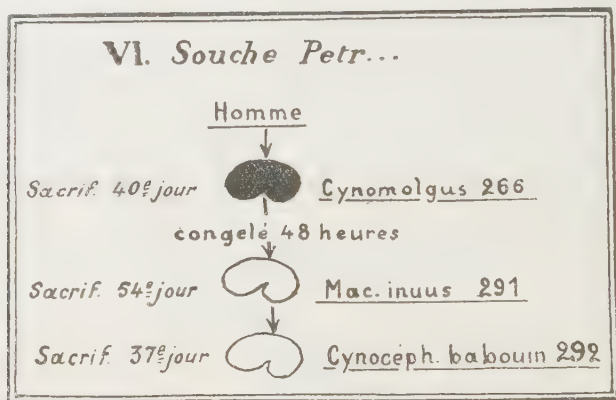 VI. Souche Petr...
Homme
Sacrif. 40e jour Cynomolgus 266
congelé 48 heures
Sacrif. 54e jour Mac. inuus 291
Sacrif. 37e jour Cynocéph. babouin 292